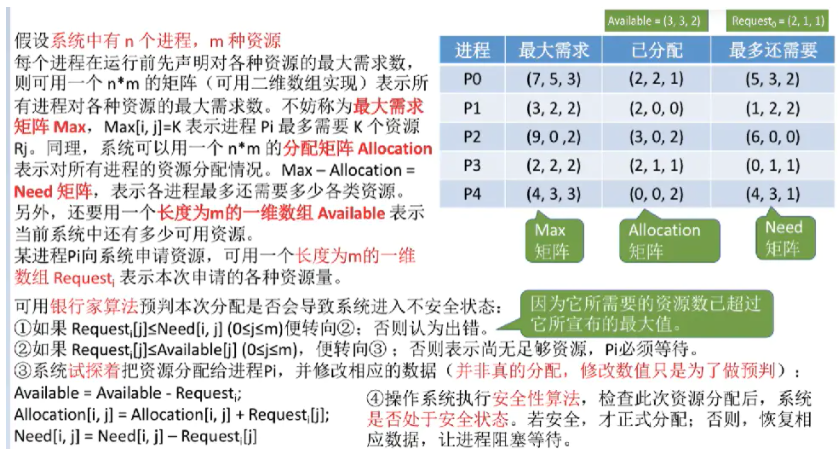 Available = (3, 3, 2)
Request₀ = (2, 1, 1)
假设系统中有 n 个进程，m 种资源
每个进程在运行前先声明对各种资源的最大需求数，
则可用一个 n*m 的矩阵（可用二维数组实现）表示所
有进程对各种资源的最大需求数。不妨称为最大需求
矩阵 Max，Max[i, j]=K 表示进程 Pi 最多需要 K 个资源
Rj。同理，系统可以用一个 n*m 的分配矩阵 Allocation
表示对所有进程的资源分配情况。Max – Allocation =
Need 矩阵，表示各进程最多还需要多少各类资源。
另外，还要用一个长度为m的一维数组 Available 表示
当前系统中还有多少可用资源。
某进程Pi向系统申请资源，可用一个长度为m的一维
数组 Requestᵢ 表示本次申请的各种资源量。
进程 最大需求 已分配 最多还需要
P0 (7, 5, 3) (2, 2, 1) (5, 3, 2)
P1 (3, 2, 2) (2, 0, 0) (1, 2, 2)
P2 (9, 0 ,2) (3, 0, 2) (6, 0, 0)
P3 (2, 2, 2) (2, 1, 1) (0, 1, 1)
P4 (4, 3, 3) (0, 0, 2) (4, 3, 1)
Max
矩阵
Allocation
矩阵
Need
矩阵
可用银行家算法预判本次分配是否会导致系统进入不安全状态：
①如果 Requestᵢ[j]≤Need[i, j] (0≤j≤m)便转向②；否则认为出错。
因为它所需要的资源数已超过
它所宣布的最大值。
②如果 Requestᵢ[j]≤Available[j] (0≤j≤m)，便转向③；否则表示尚无足够资源，Pi必须等待。
③系统试探着把资源分配给进程Pi，并修改相应的数据（并非真的分配，修改数值只是为了做预判）：
Available = Available - Requestᵢ;
Allocation[i, j] = Allocation[i, j] + Requestᵢ[j];
Need[i, j] = Need[i, j] – Requestᵢ[j]
④操作系统执行安全性算法，检查此次资源分配后，系统
是否处于安全状态。若安全，才正式分配；否则，恢复相
应数据，让进程阻塞等待。